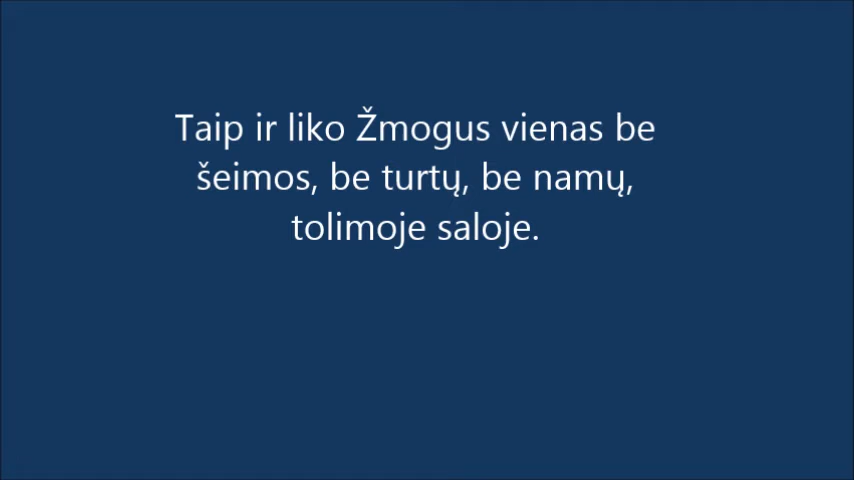 Taip ir liko Žmogus vienas be
šeimos, be turtų, be namų,
tolimoje saloje.